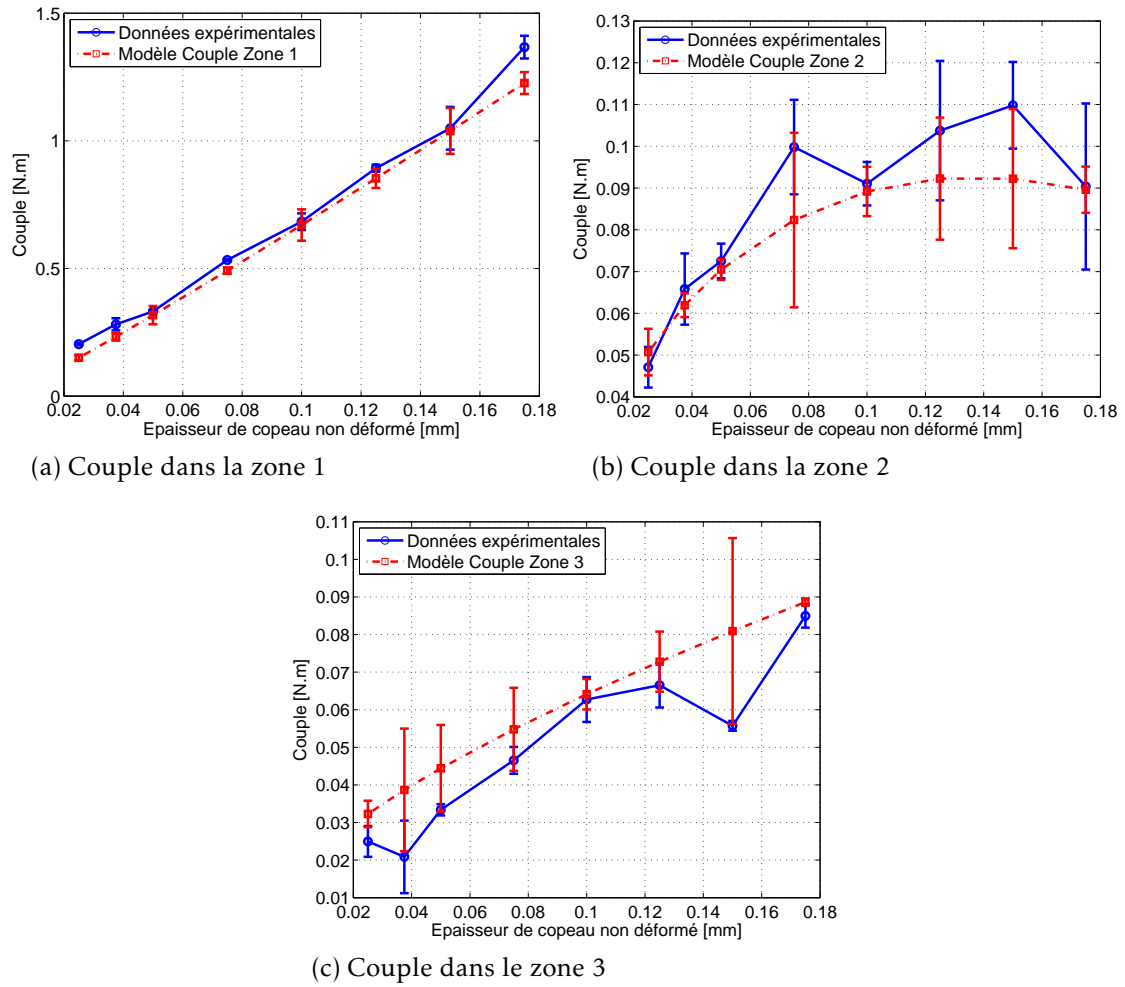 1.5
1
0.5
0
Couple [N.m]
Données expérimentales
Modèle Couple Zone 1
0.02 0.04 0.06 0.08 0.1 0.12 0.14 0.16 0.18
Epaisseur de copeau non déformé [mm]
(a) Couple dans la zone 1
0.13
0.12
0.11
0.1
0.09
0.08
0.07
0.06
0.05
0.04
Couple [N.m]
Données expérimentales
Modèle Couple Zone 2
0.02 0.04 0.06 0.08 0.1 0.12 0.14 0.16 0.18
Epaisseur de copeau non déformé [mm]
(b) Couple dans la zone 2
0.11
0.1
0.09
0.08
0.07
0.06
0.05
0.04
0.03
0.02
0.01
Couple [N.m]
Données expérimentales
Modèle Couple Zone 3
0.02 0.04 0.06 0.08 0.1 0.12 0.14 0.16 0.18
Epaisseur de copeau non déformé [mm]
(c) Couple dans le zone 3